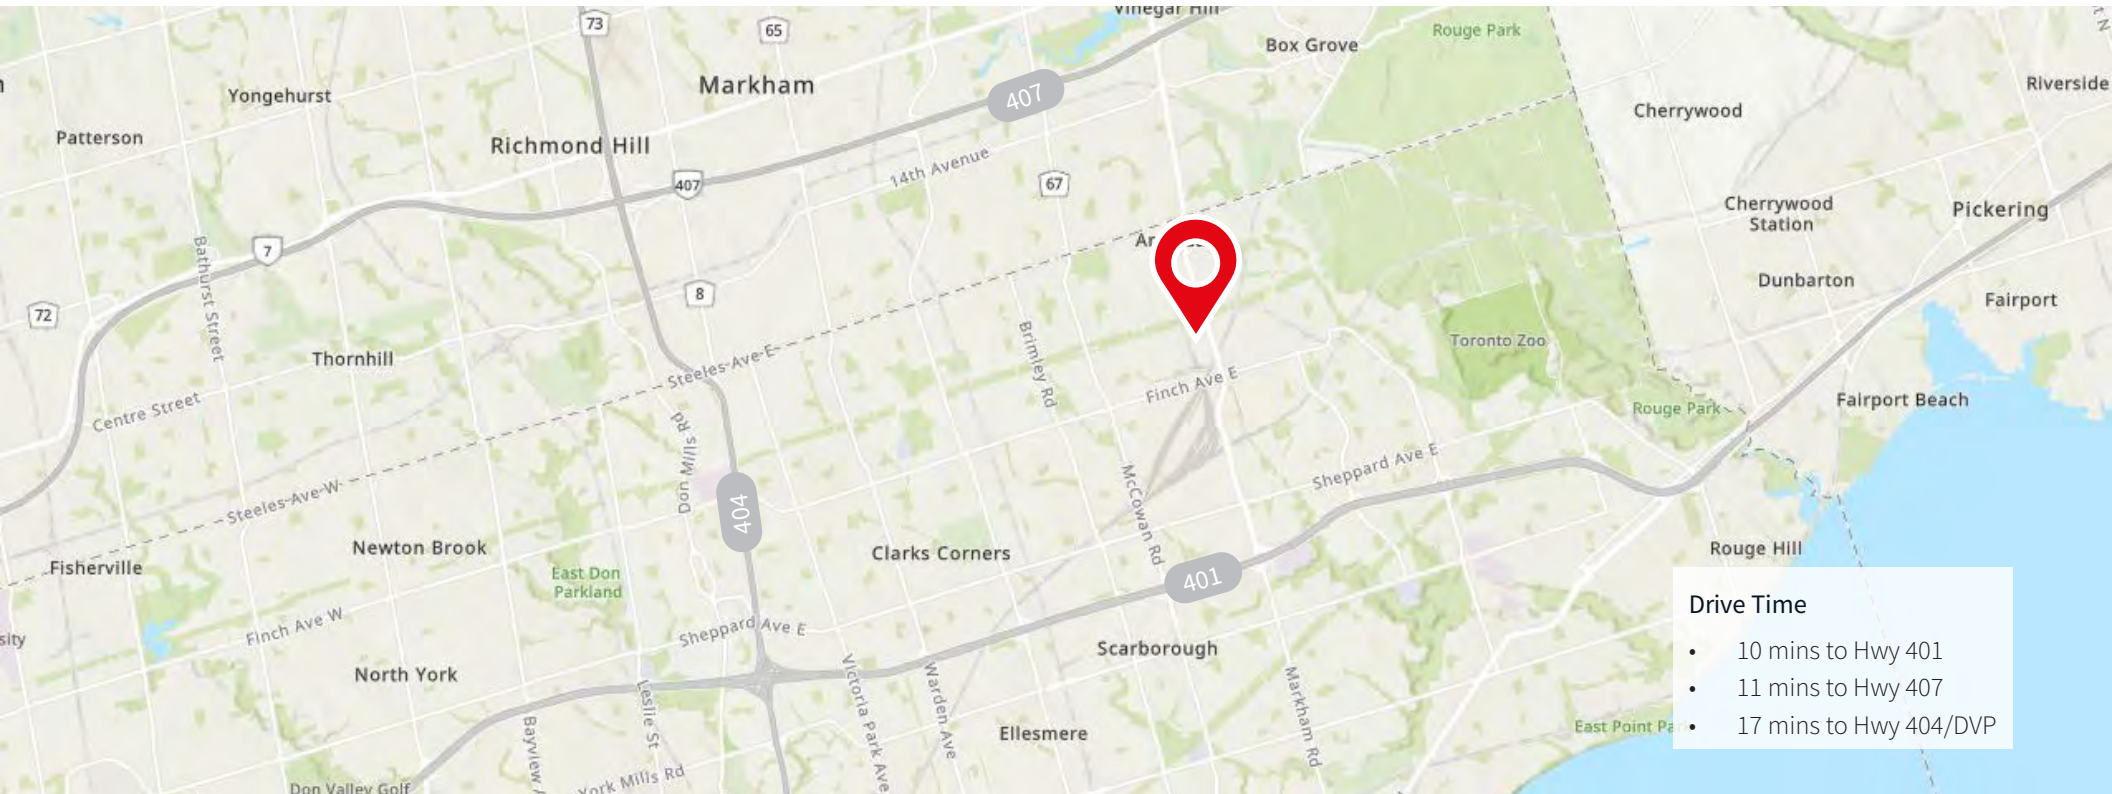 73
65
Vinegar Hill
Box Grove
Rouge Park
Markham
Yongehurst
407
Riverside
Cherrywood
Patterson
Richmond Hill
14th Avenue
407
67
Cherrywood
Station
Pickering
7
Bathurst Street
8
Dunbarton
Fairport
72
Thornhill
Steeles Ave E
Brimley Rd
Toronto Zoo
Finch Ave E
Centre Street
Rouge Park
Fairport Beach
Don Mills Rd
Steeles Ave W
404
McCowan Rd
Sheppard Ave E
Newton Brook
Clarks Corners
Rouge Hill
Fisherville
East Don
Parkland
401
Finch Ave W
Sheppard Ave E
Scarborough
North York
Leslie St
Victoria Park Ave
Warden Ave
Markham Rd
Bayview
Ellesmere
East Point
York Mills Rd
Don Valley Golf
Drive Time
• 10 mins to Hwy 401
• 11 mins to Hwy 407
• 17 mins to Hwy 404/DVP